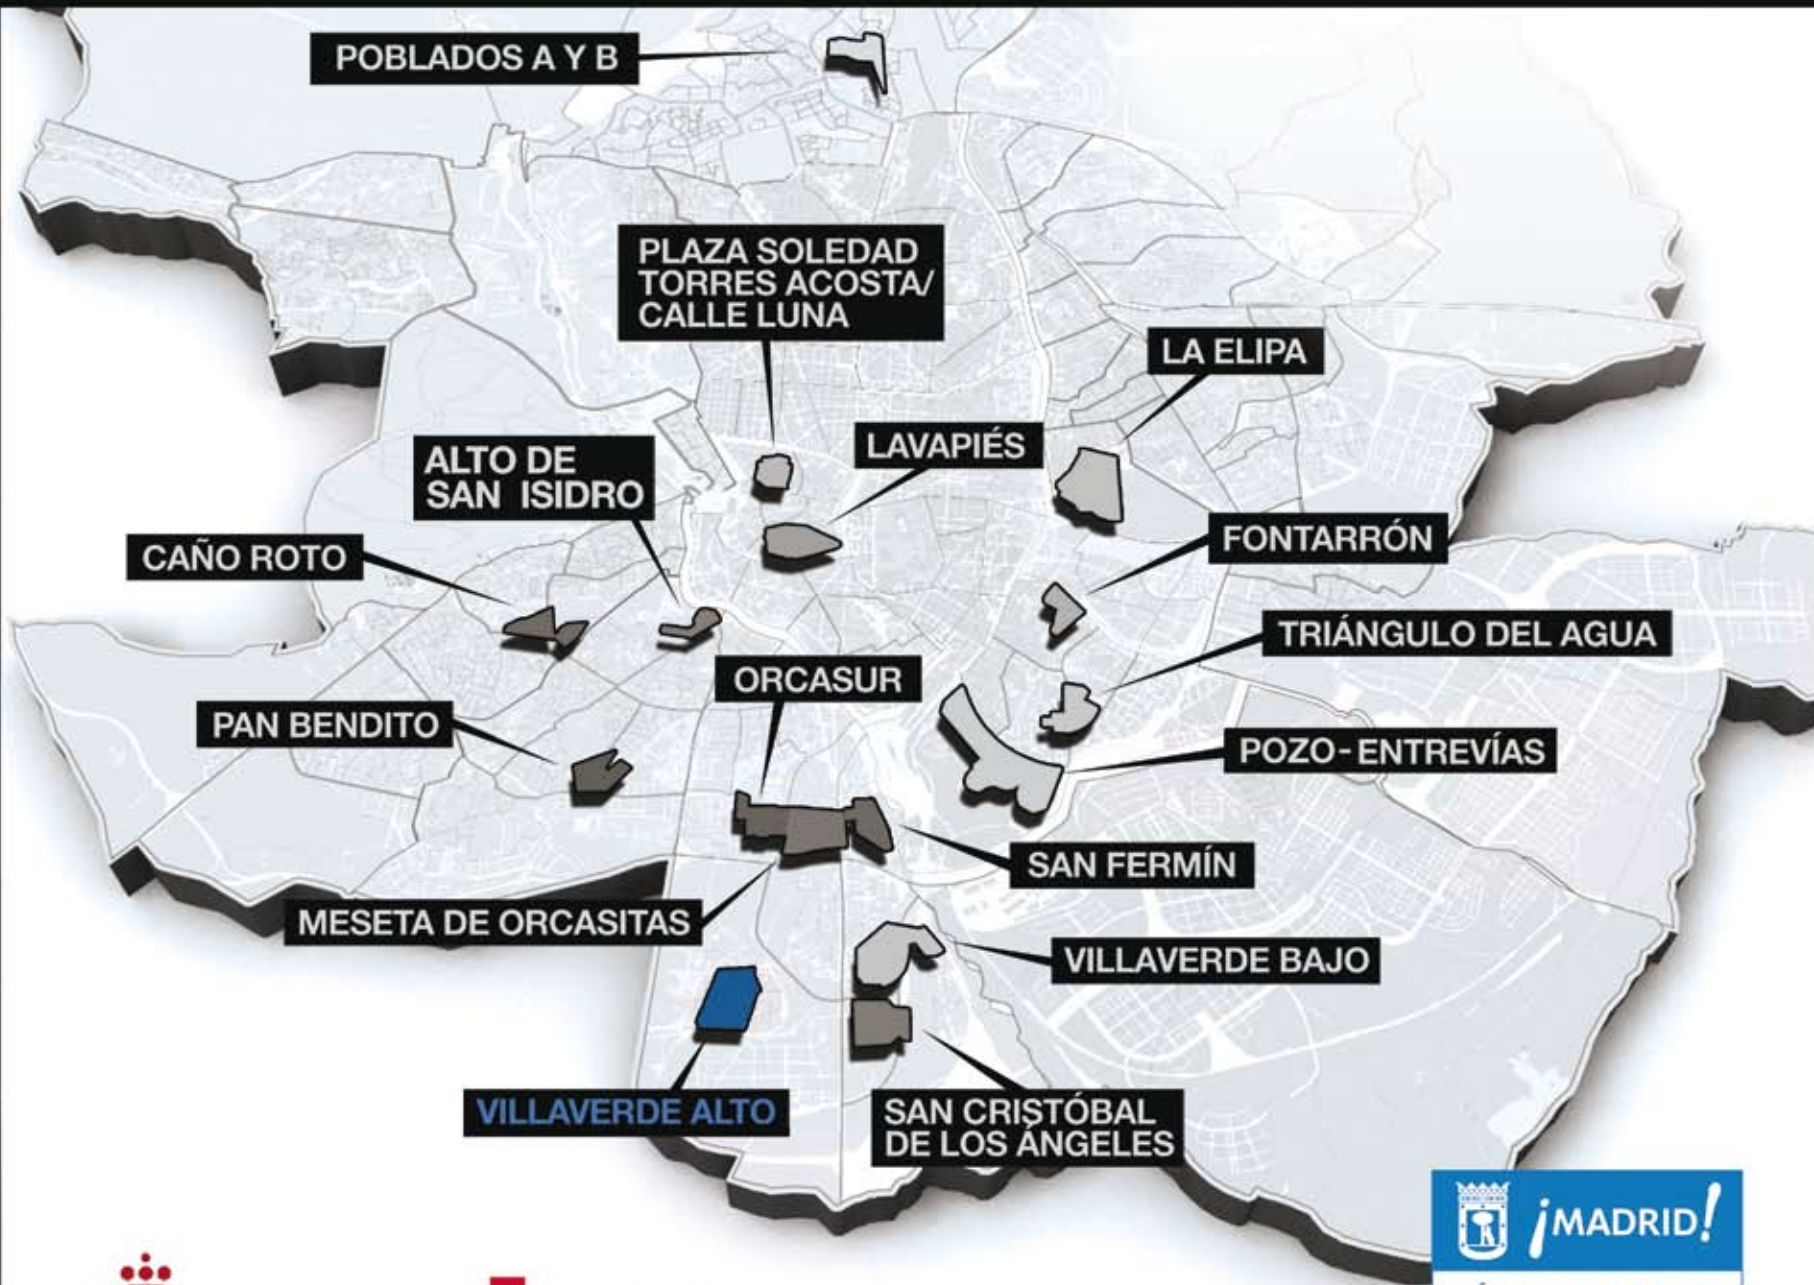 POBLADOS A Y B
PLAZA SOLEDAD
TORRES ACOSTA/
CALLE LUNA
LA ELIPA
LAVAPIÉS
ALTO DE
SAN ISIDRO
FONTARRÓN
CAÑO ROTO
TRIÁNGULO DEL AGUA
ORCASUR
PAN BENDITO
POZO-ENTREVÍAS
SAN FERMÍN
MESETA DE ORCASITAS
VILLAVERDE BAJO
VILLAVERDE ALTO
SAN CRISTÓBAL
DE LOS ÁNGELES
¡MADRID!